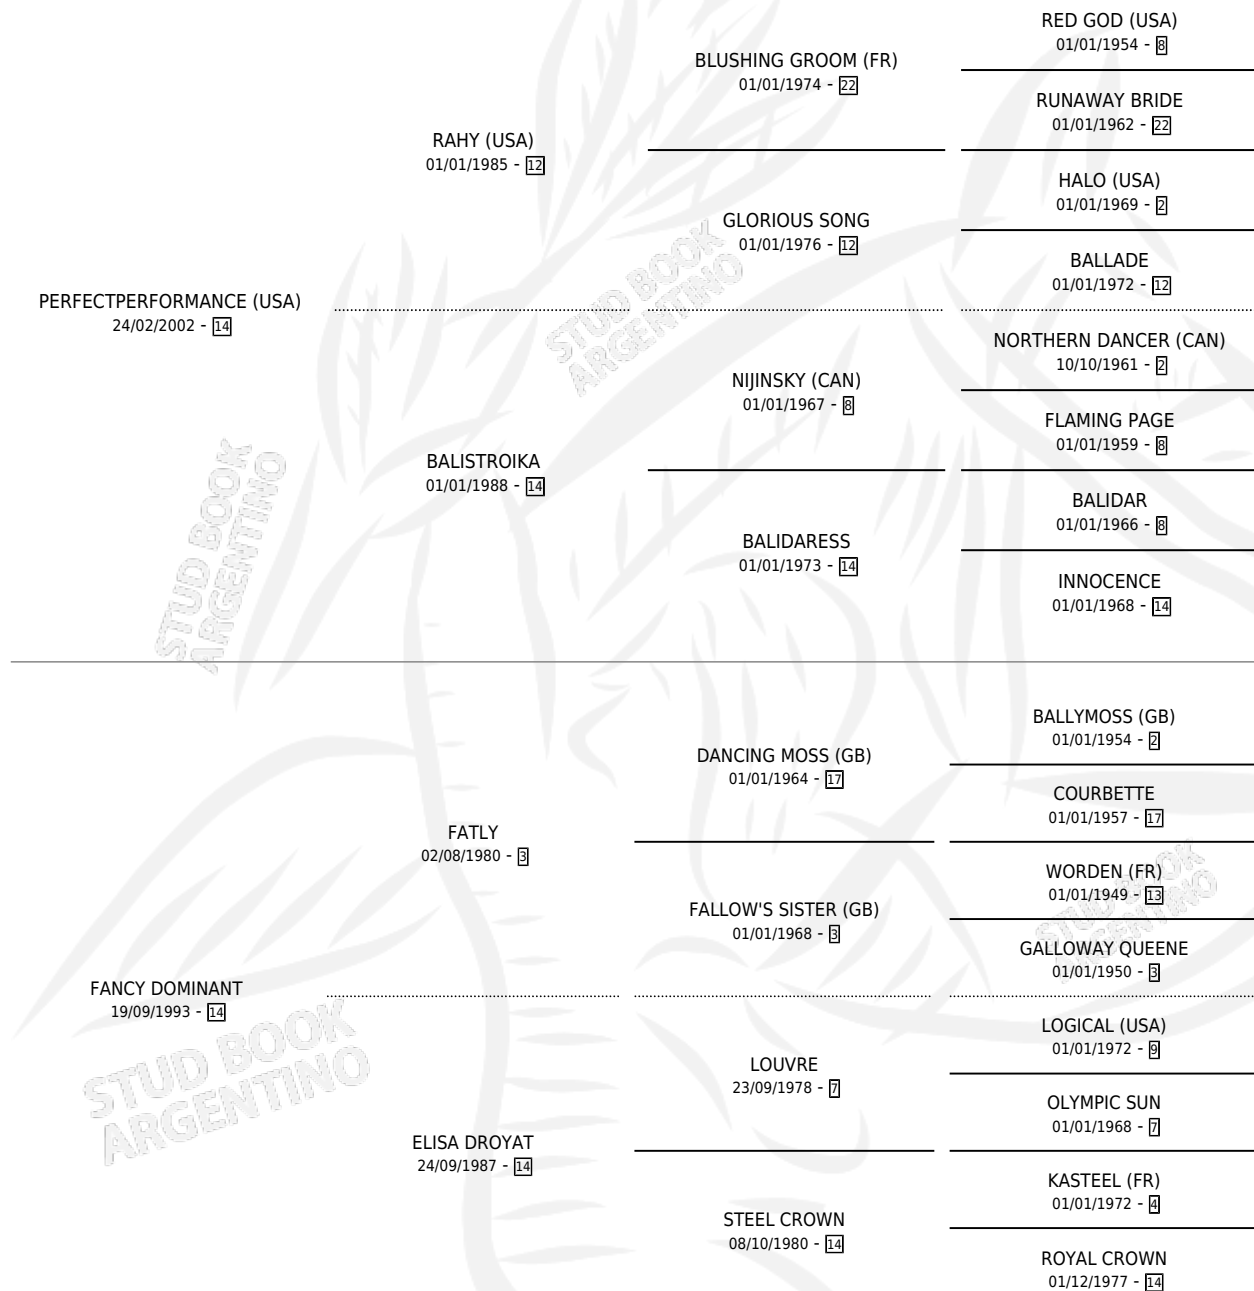 RED GOD (USA)
01/01/1954 - 8
BLUSHING GROOM (FR)
01/01/1974 - 22
RUNAWAY BRIDE
01/01/1962 - 22
RAHY (USA)
01/01/1985 - 12
HALO (USA)
01/01/1969 - 2
GLORIOUS SONG
01/01/1976 - 12
BALLADE
01/01/1972 - 12
PERFECTPERFORMANCE (USA)
24/02/2002 - 14
NORTHERN DANCER (CAN)
10/10/1961 - 2
NIJINSKY (CAN)
01/01/1967 - 8
FLAMING PAGE
01/01/1959 - 8
BALISTROIKA
01/01/1988 - 14
BALIDAR
01/01/1966 - 8
BALIDARESS
01/01/1973 - 14
INNOCENCE
01/01/1968 - 14
BALLYMOSS (GB)
01/01/1954 - 2
DANCING MOSS (GB)
01/01/1964 - 17
COURBETTE
01/01/1957 - 17
FATLY
02/08/1980 - 3
WORDEN (FR)
01/01/1949 - 13
FALLOW'S SISTER (GB)
01/01/1968 - 3
GALLOWAY QUEENE
01/01/1950 - 3
FANCY DOMINANT
19/09/1993 - 14
LOGICAL (USA)
01/01/1972 - 9
LOUVRE
23/09/1978 - 7
OLYMPIC SUN
01/01/1968 - 7
ELISA DROYAT
24/09/1987 - 14
KASTEEL (FR)
01/01/1972 - 4
STEEL CROWN
08/10/1980 - 14
ROYAL CROWN
01/12/1977 - 14
STUD BOOK
ARGENTINO
STUD BOOK
ARGENTINO
STUD BOOK
ARGENTINO
STUD BOOK
ARGENTINO